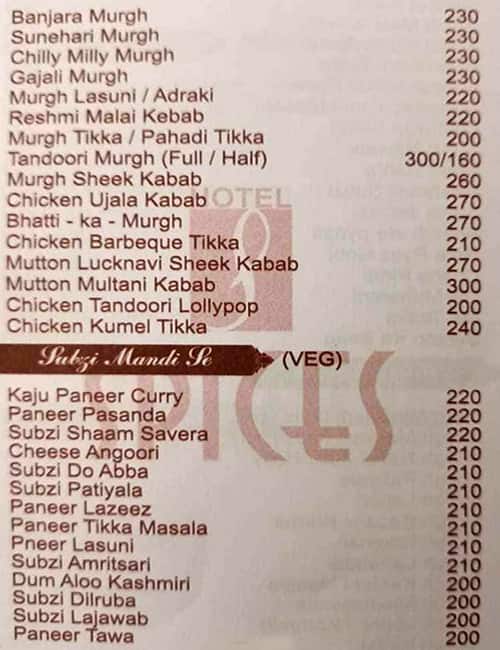 Banjara Murgh 230
Sunehari Murgh 230
Chilly Milly Murgh 230
Gajali Murgh 230
Murgh Lasuni / Adraki 220
Reshmi Malai Kebab 220
Murgh Tikka / Pahadi Tikka 200
Tandoori Murgh (Full / Half) 300/160
Murgh Sheek Kabab 260
Chicken Ujala Kabab 270
Bhatti - ka - Murgh 270
Chicken Barbeque Tikka 210
Mutton Lucknavi Sheek Kabab 270
Mutton Multani Kabab 300
Chicken Tandoori Lollypop 200
Chicken Kumel Tikka 240
HOTEL
SPICES
Subzi Mandi Se (VEG)
Kaju Paneer Curry 220
Paneer Pasanda 220
Subzi Shaam Savera 220
Cheese Angoori 210
Subzi Do Abba 210
Subzi Patiyala 210
Paneer Lazeez 210
Paneer Tikka Masala 210
Pneer Lasuni 210
Subzi Amritsari 210
Dum Aloo Kashmiri 200
Subzi Dilruba 200
Subzi Lajawab 200
Paneer Tawa 200